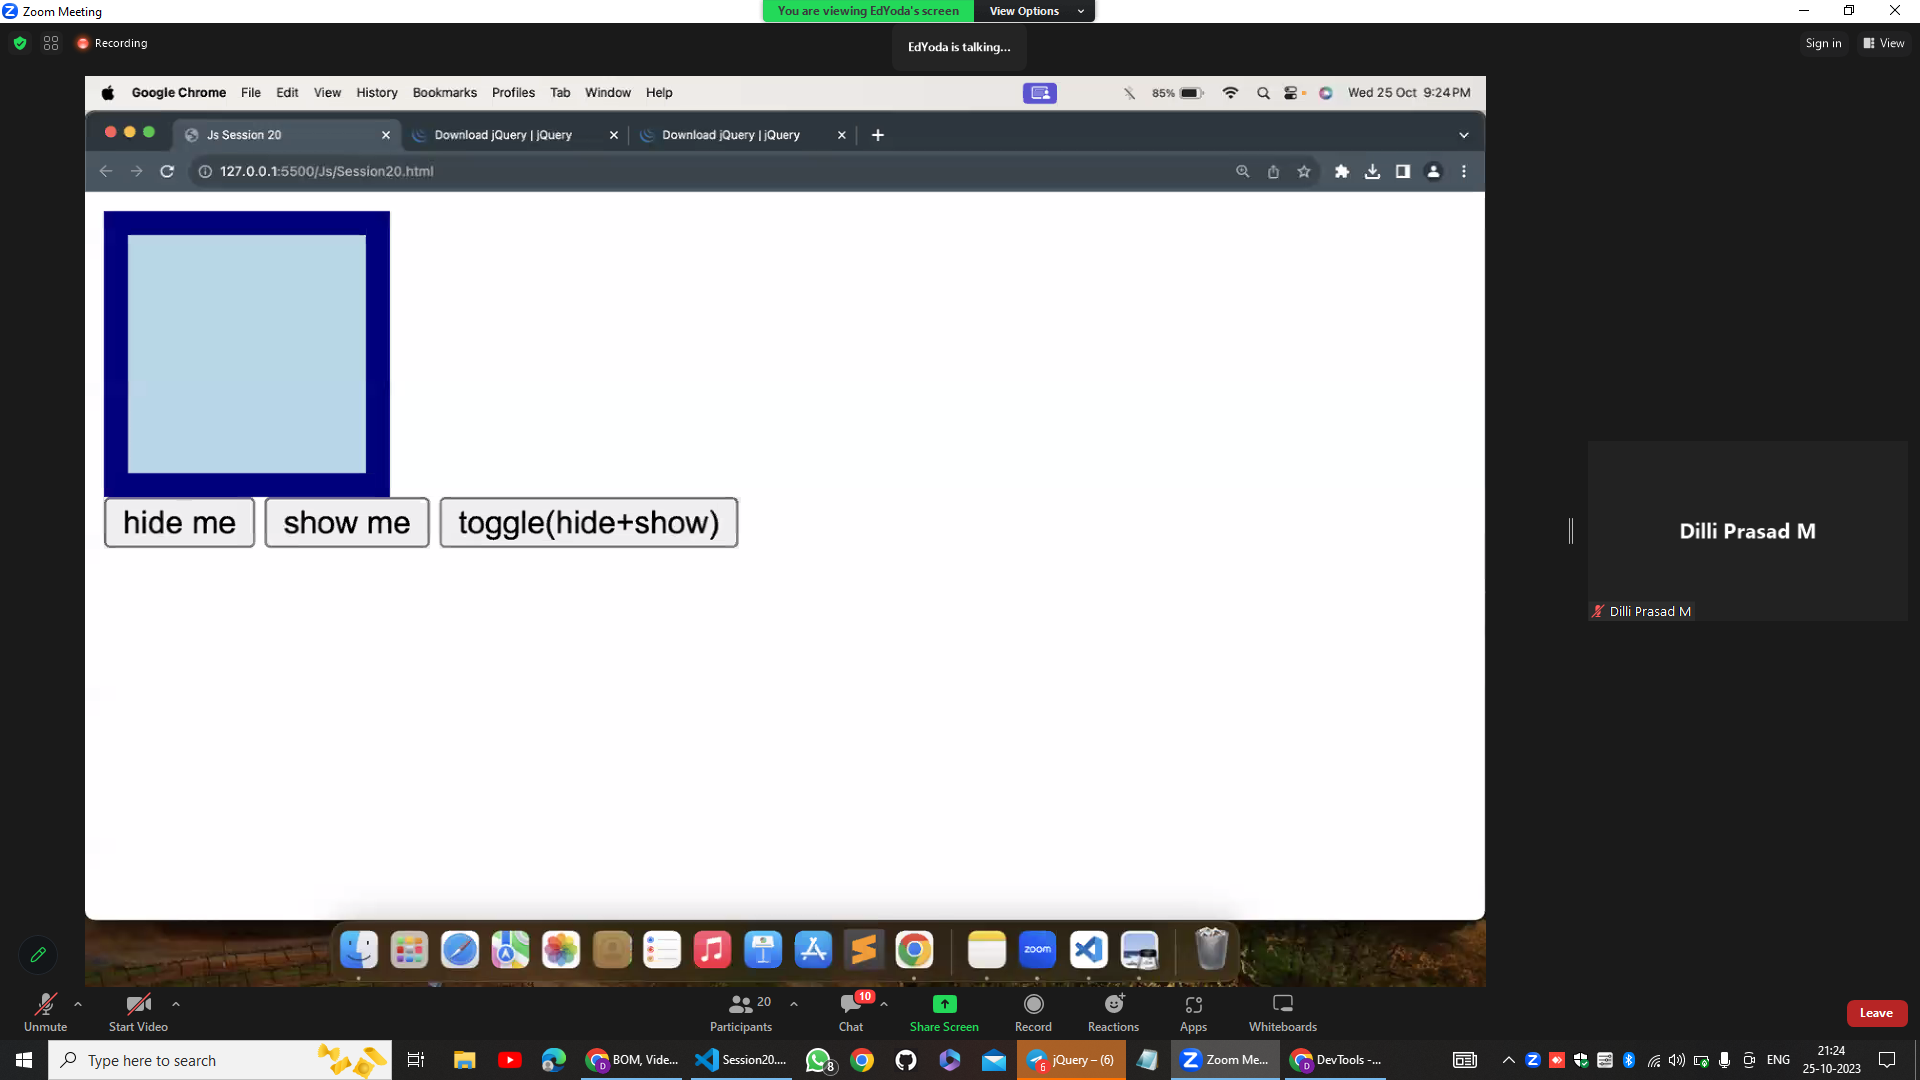 Zoom Meeting
You are viewing EdYoda's screen
View Options
Recording
EdYoda is talking...
Sign in
View
Google Chrome File Edit View History Bookmarks Profiles Tab Window Help
85%
Wed 25 Oct 9:24 PM
Js Session 20
Download jQuery | jQuery
Download jQuery | jQuery
127.0.0.1:5500/Js/Session20.html
hide me
show me
toggle(hide+show)
Dilli Prasad M
Dilli Prasad M
zoom
Unmute
Start Video
20
Participants
10
Chat
Share Screen
Record
Reactions
Apps
Whiteboards
Leave
Type here to search
BOM, Vide...
Session20....
8
jQuery – (6)
Zoom Me...
DevTools -...
ENG
21:24
25-10-2023